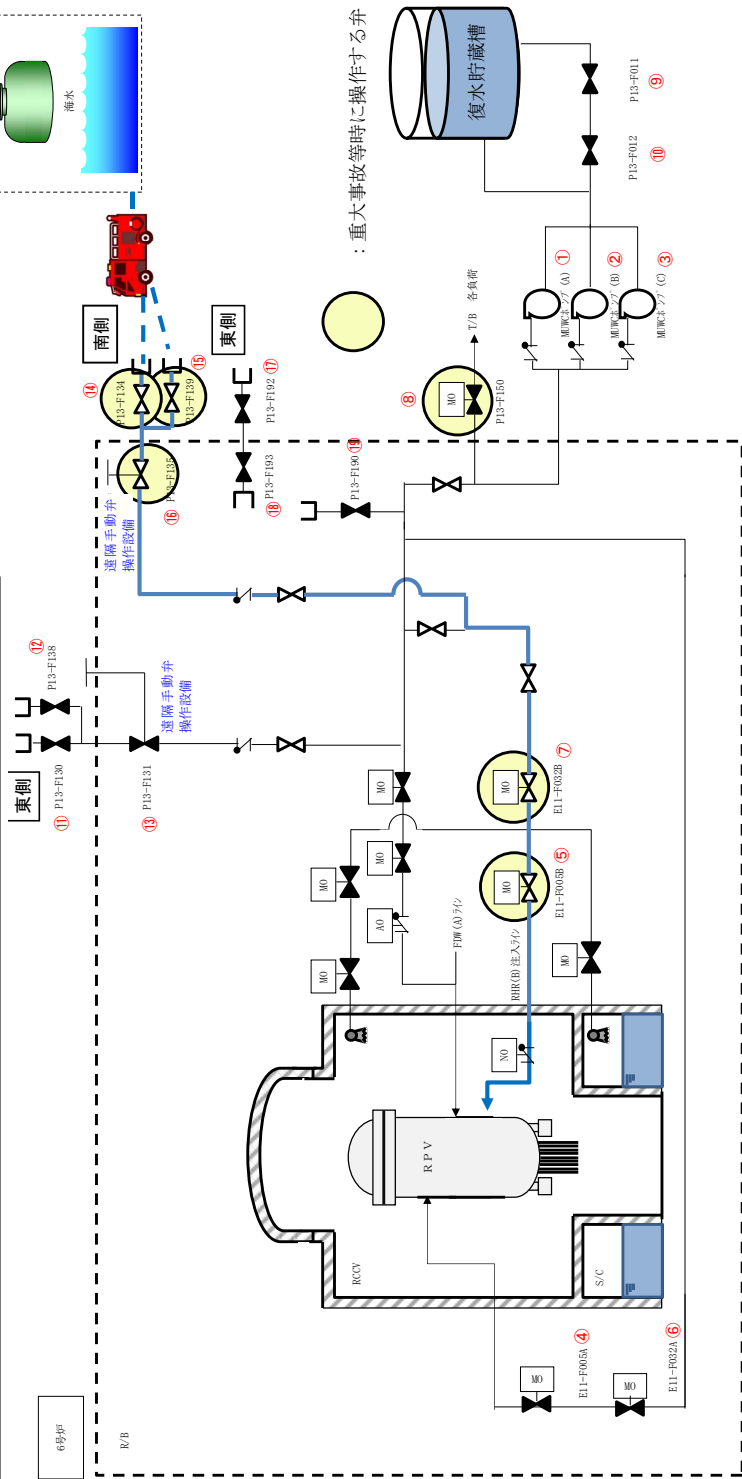 海水
：重大事故等時に操作する弁
復水貯蔵槽
P13-F011
⑨
P13-F012
⑩
南側
⑭
P13-F134
⑮
P13-F139
東側
P13-F192
⑰
P13-F193
⑱
P13-F135
⑯
遠隔手動弁
操作設備
⑧
MO
P13-F150
T/B 各負荷
MUWCポンプ(A)
①
MUWCポンプ(B)
②
MUWCポンプ(C)
③
P13-F190
⑲
⑫
P13-F138
東側
⑪
P13-F130
⑬
P13-F131
遠隔手動弁
操作設備
MO
MO
MO
MO
AO
MO
E11-F032B
⑦
MO
E11-F005B
⑤
FDW(A)ライン
RHR(B)注入ライン
MO
NO
RPV
RCCV
S/C
MO
E11-F005A
④
MO
E11-F032A
⑥
6号炉
R/B